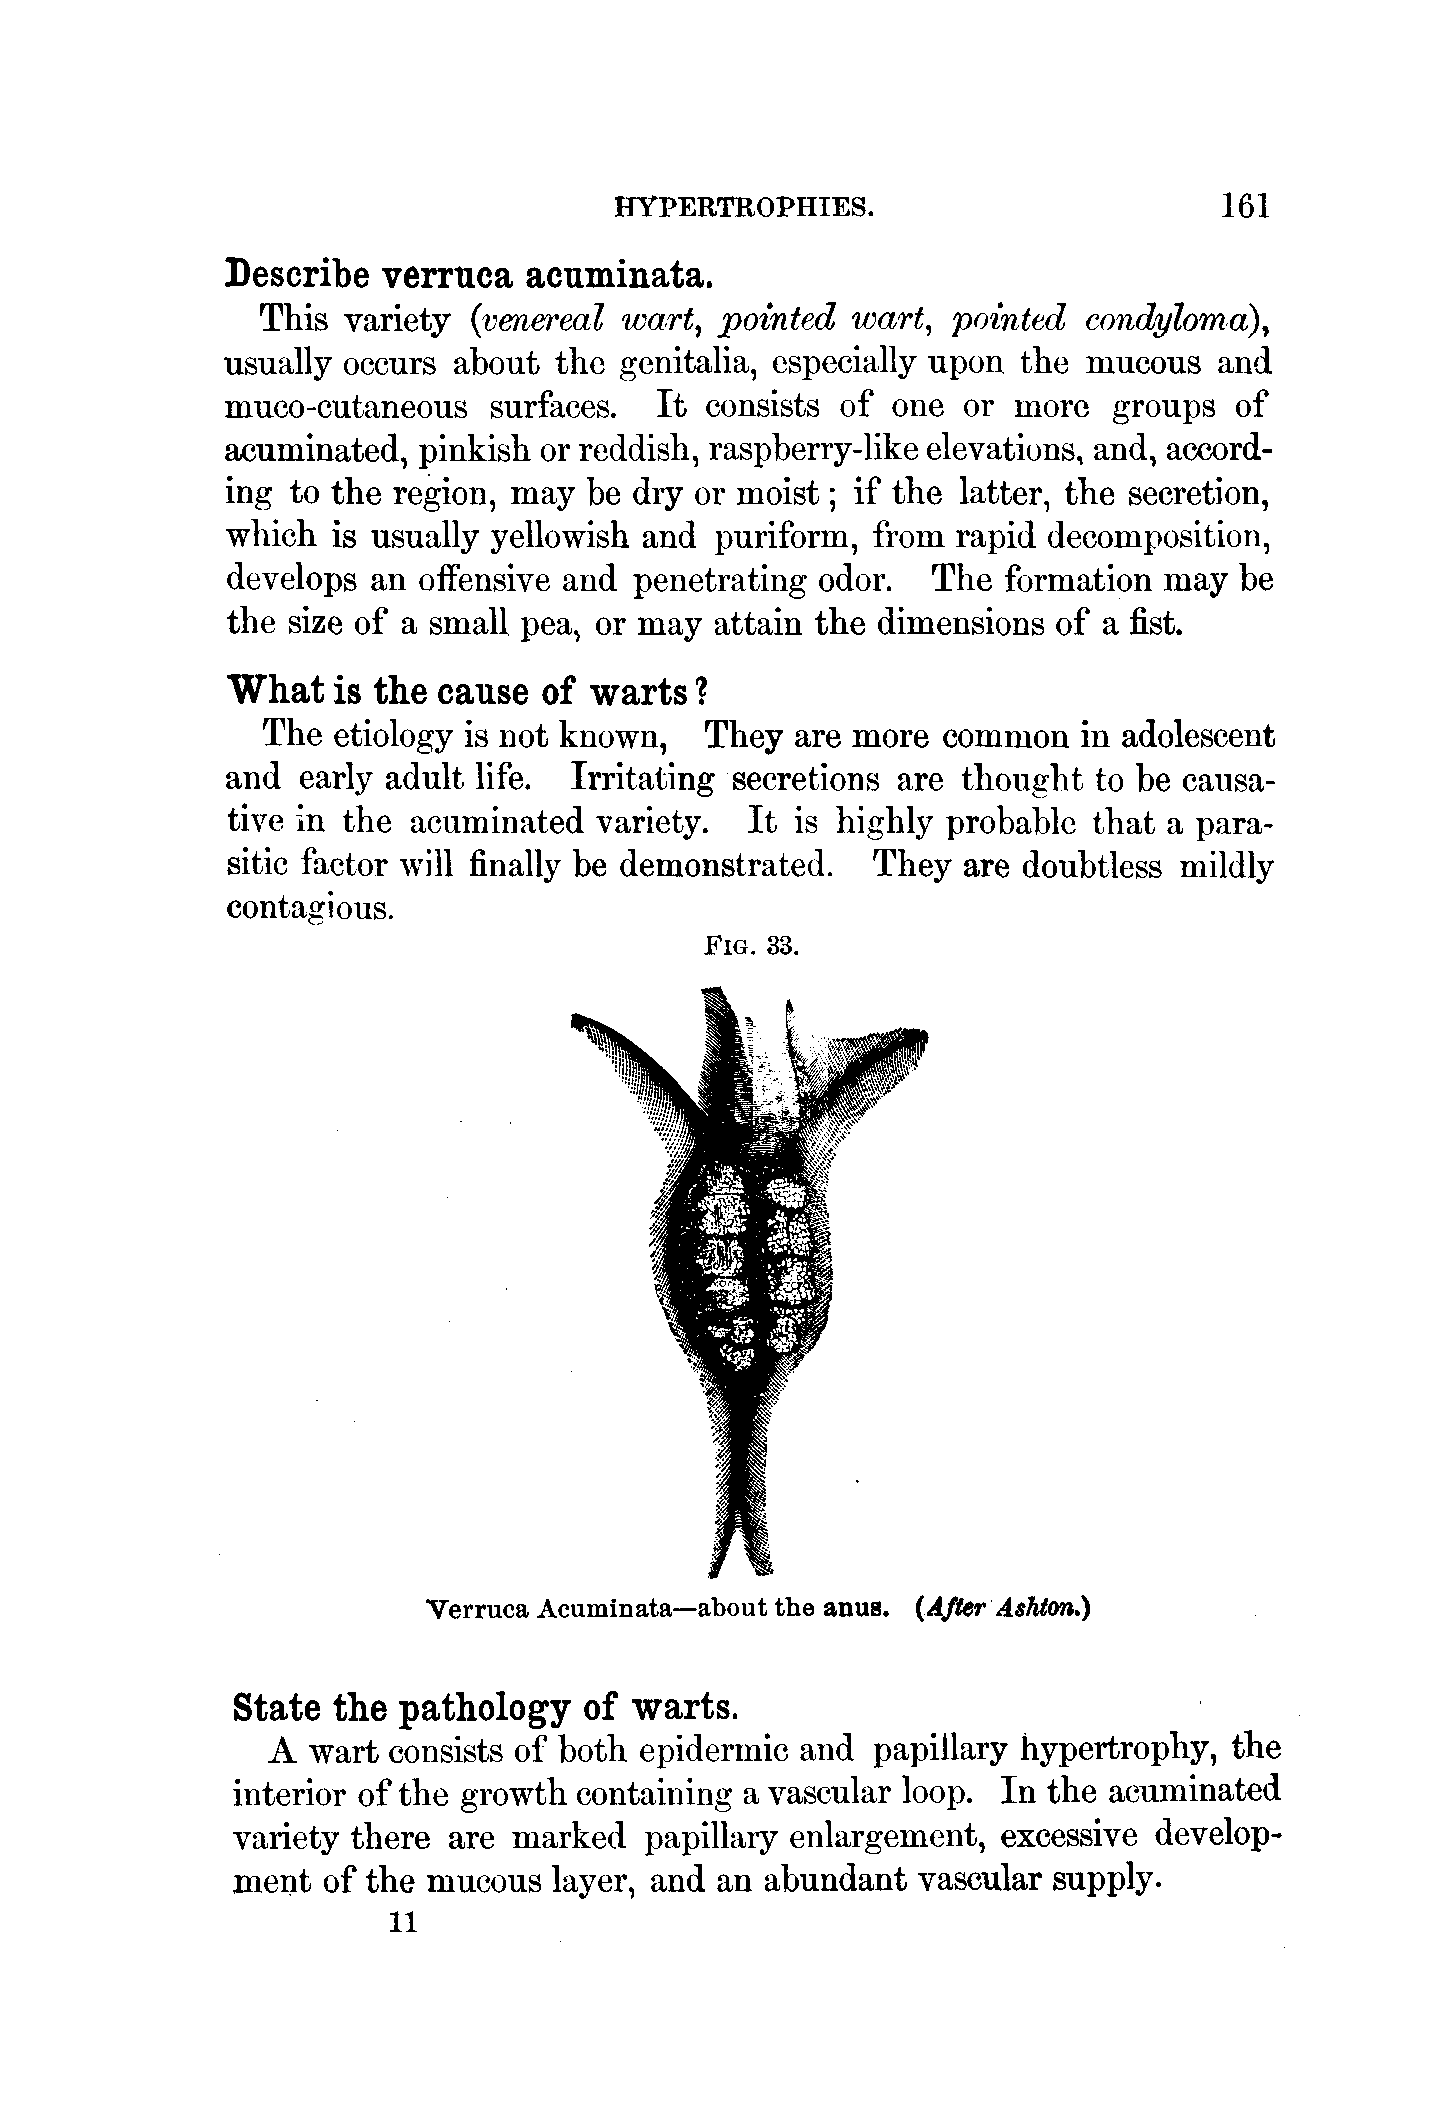 HYPERTROPHIES. 161
Describe verruca acuminata.
This variety (venereal wart, pointed wart, pointed condyloma),
usually occurs about the genitalia, especially upon the mucous and
muco-cutaneous surfaces. It consists of one or more groups of
acuminated, pinkish or reddish, raspberry-like elevations, and, accord-
ing to the region, may be dry or moist ; if the latter, the secretion,
which is usually yellowish and puriform, from rapid decomposition,
develops an offensive and penetrating odor. The formation may be
the size of a small pea, or may attain the dimensions of a fist.
What is the cause of warts ?
The etiology is not known, They are more common in adolescent
and early adult life. Irritating secretions are thought to be causa-
tive in the acuminated variety. It is highly probable that a para-
sitic factor will finally be demonstrated. They are doubtless mildly
contagious.
FIG. 33.
Verruca Acuminata—about the anus. (After Ashton.)
State the pathology of warts.
A wart consists of both epidermic and papillary hypertrophy, the
interior of the growth containing a vascular loop. In the acuminated
variety there are marked papillary enlargement, excessive develop-
ment of the mucous layer, and an abundant vascular supply.
11